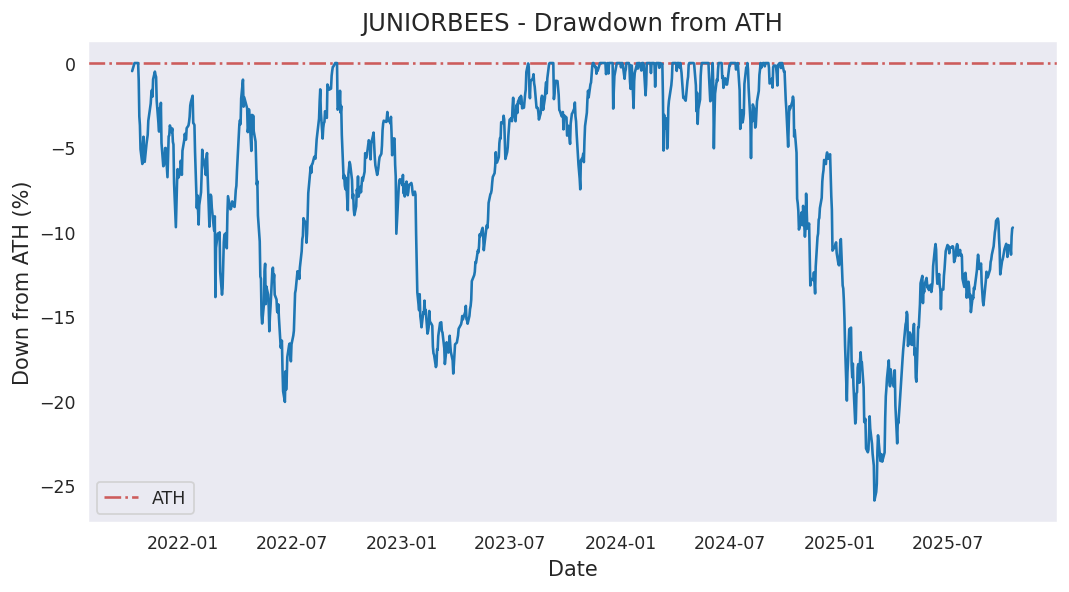 JUNIORBEES - Drawdown from ATH
Down from ATH (%)
0
−5
−10
−15
−20
−25
ATH
2022-01 2022-07 2023-01 2023-07 2024-01 2024-07 2025-01 2025-07
Date